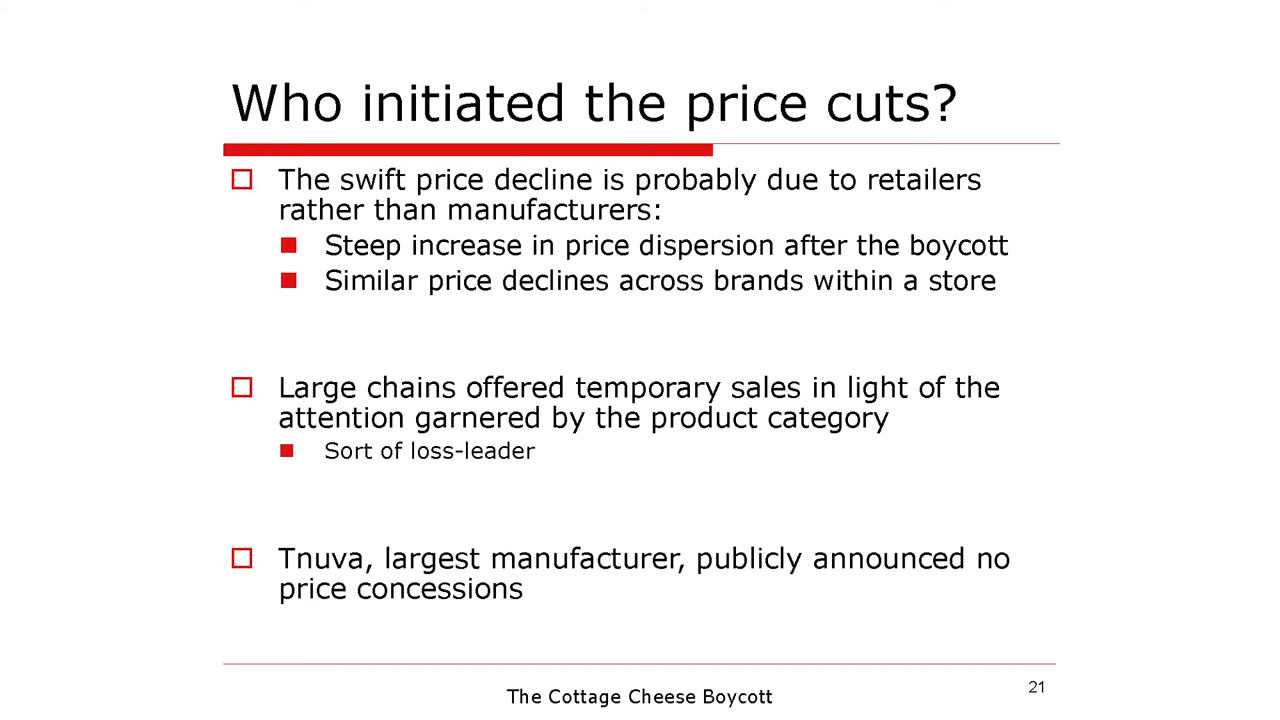 Who initiated the price cuts?
The swift price decline is probably due to retailers
rather than manufacturers:
Steep increase in price dispersion after the boycott
Similar price declines across brands within a store
Large chains offered temporary sales in light of the
attention garnered by the product category
Sort of loss-leader
Tnuva, largest manufacturer, publicly announced no
price concessions
The Cottage Cheese Boycott
21